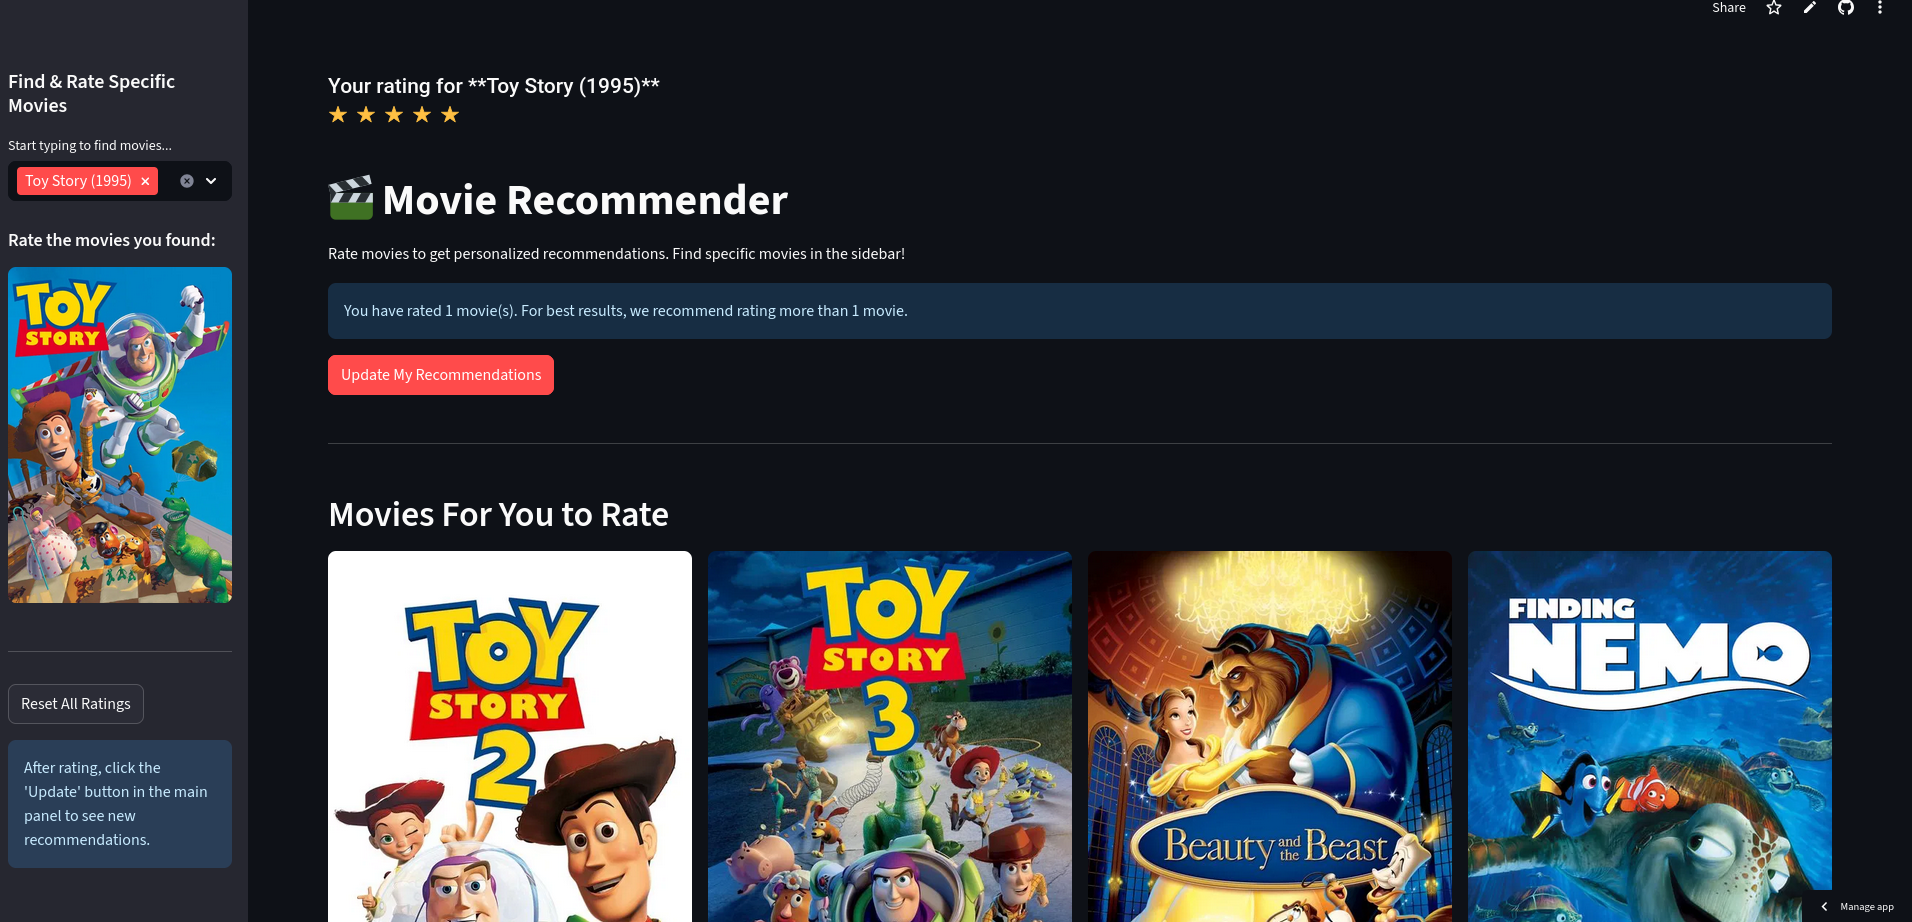 Share
Find & Rate Specific
Movies
Start typing to find movies...
Toy Story (1995)
Rate the movies you found:
TOY
STORY
Reset All Ratings
After rating, click the
'Update' button in the main
panel to see new
recommendations.
Your rating for **Toy Story (1995)**
Movie Recommender
Rate movies to get personalized recommendations. Find specific movies in the sidebar!
You have rated 1 movie(s). For best results, we recommend rating more than 1 movie.
Update My Recommendations
Movies For You to Rate
TOY
STORY
2
TOY
STORY
3
Beauty and the Beast
FINDING
NEMO
Manage app